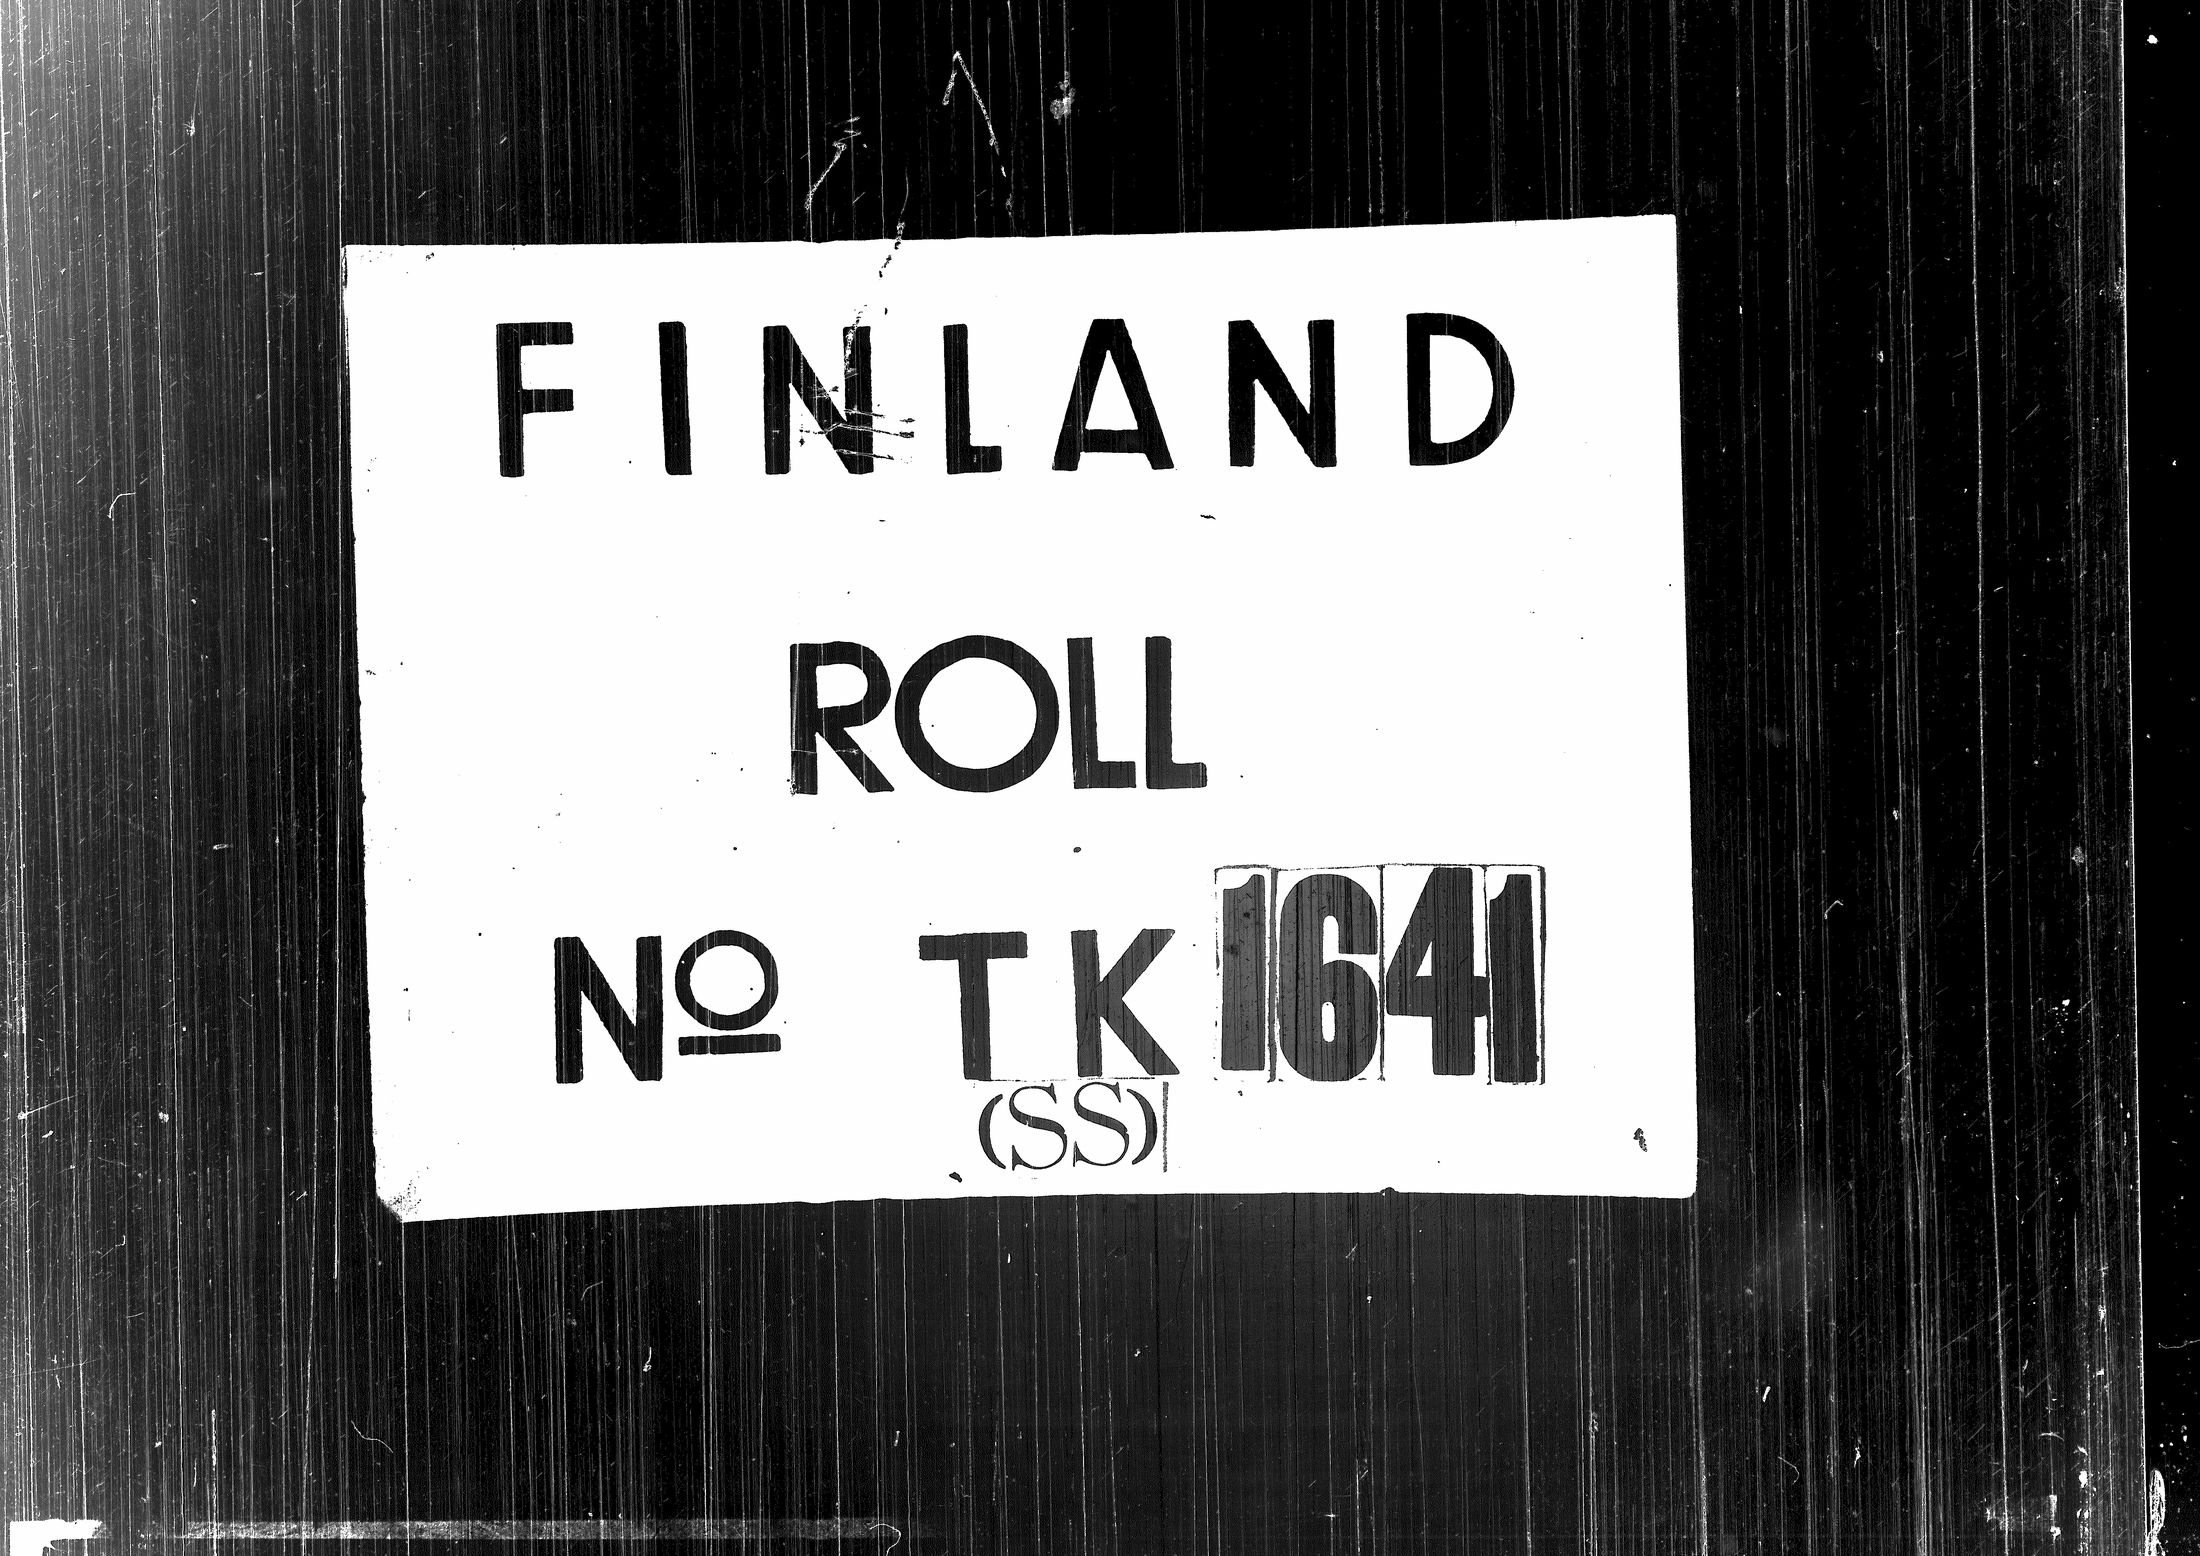 FINLAND
ROLL
Nº TK 1641
(SS)